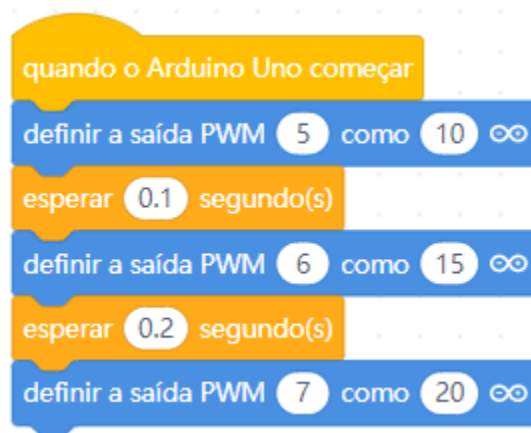 quando o Arduino Uno começar
definir a saída PWM 5 como 10
esperar 0.1 segundo(s)
definir a saída PWM 6 como 15
esperar 0.2 segundo(s)
definir a saída PWM 7 como 20